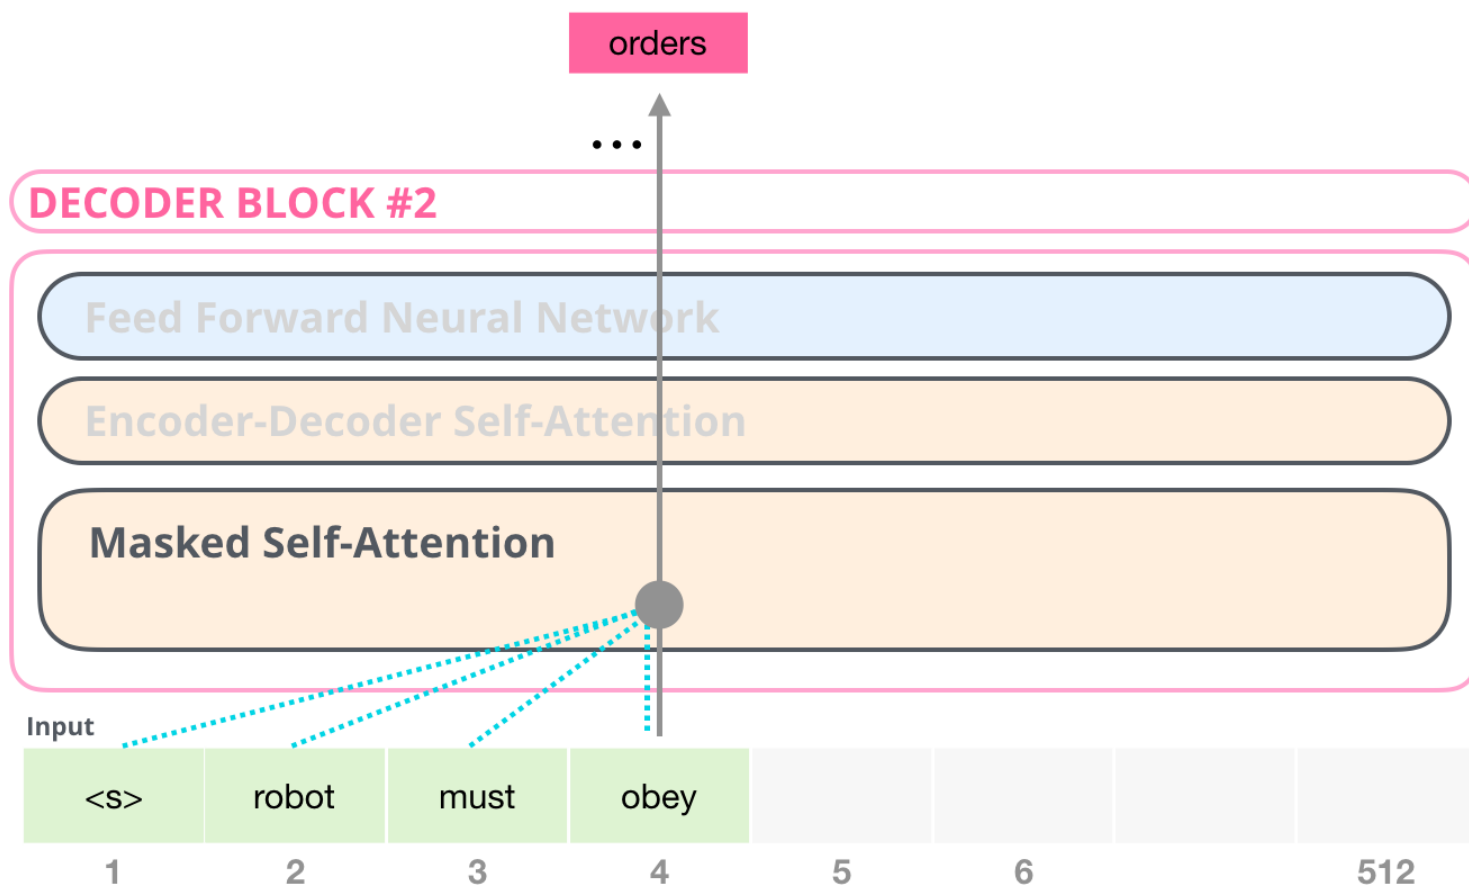 orders
...
DECODER BLOCK #2
Feed Forward Neural Network
Encoder-Decoder Self-Attention
Masked Self-Attention
Input
<s> robot must obey
1 2 3 4 5 6 512